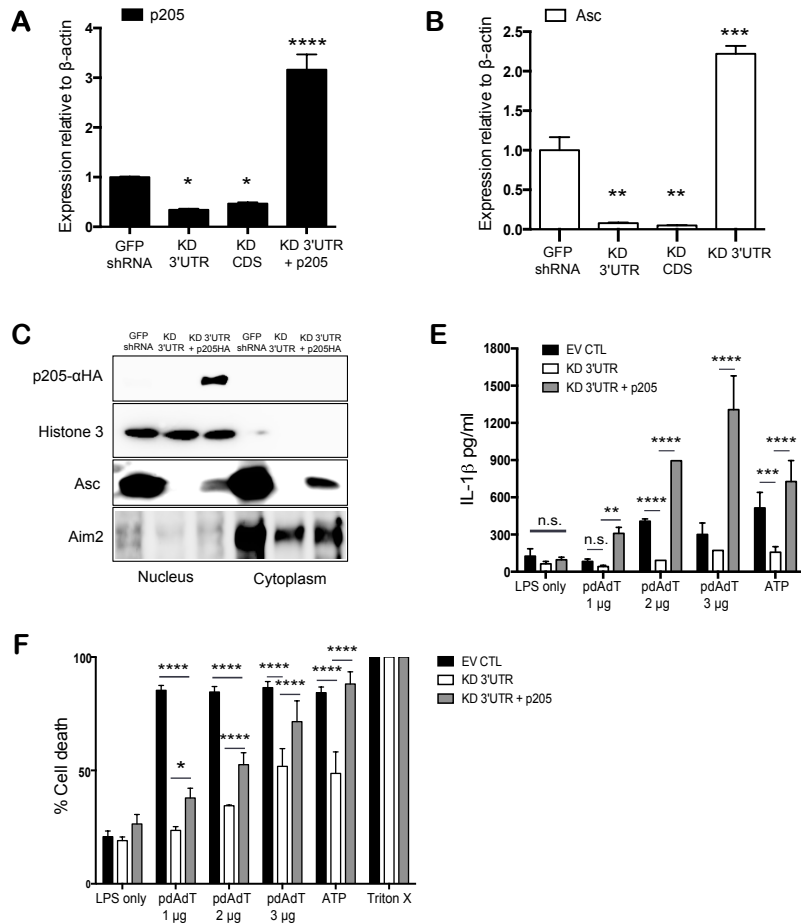 A
p205
Expression relative to β-actin
4
3
2
1
0
****
*
*
GFP shRNA
KD 3'UTR
KD CDS
KD 3'UTR + p205
B
Asc
Expression relative to β-actin
2.5
2.0
1.5
1.0
0.5
0.0
***
**
**
GFP shRNA
KD 3'UTR
KD CDS
KD 3'UTR
C
GFP shRNA
KD 3'UTR
KD 3'UTR + p205HA
GFP shRNA
KD 3'UTR
KD 3'UTR + p205HA
p205-αHA
Histone 3
Asc
Aim2
Nucleus
Cytoplasm
E
EV CTL
KD 3'UTR
KD 3'UTR + p205
IL-1β pg/ml
1800
1500
1200
900
600
300
0
n.s.
n.s.
**
****
****
****
***
****
LPS only
pdAdT 1 µg
pdAdT 2 µg
pdAdT 3 µg
ATP
F
EV CTL
KD 3'UTR
KD 3'UTR + p205
% Cell death
100
50
0
****
*
****
****
****
****
****
****
LPS only
pdAdT 1 µg
pdAdT 2 µg
pdAdT 3 µg
ATP
Triton X